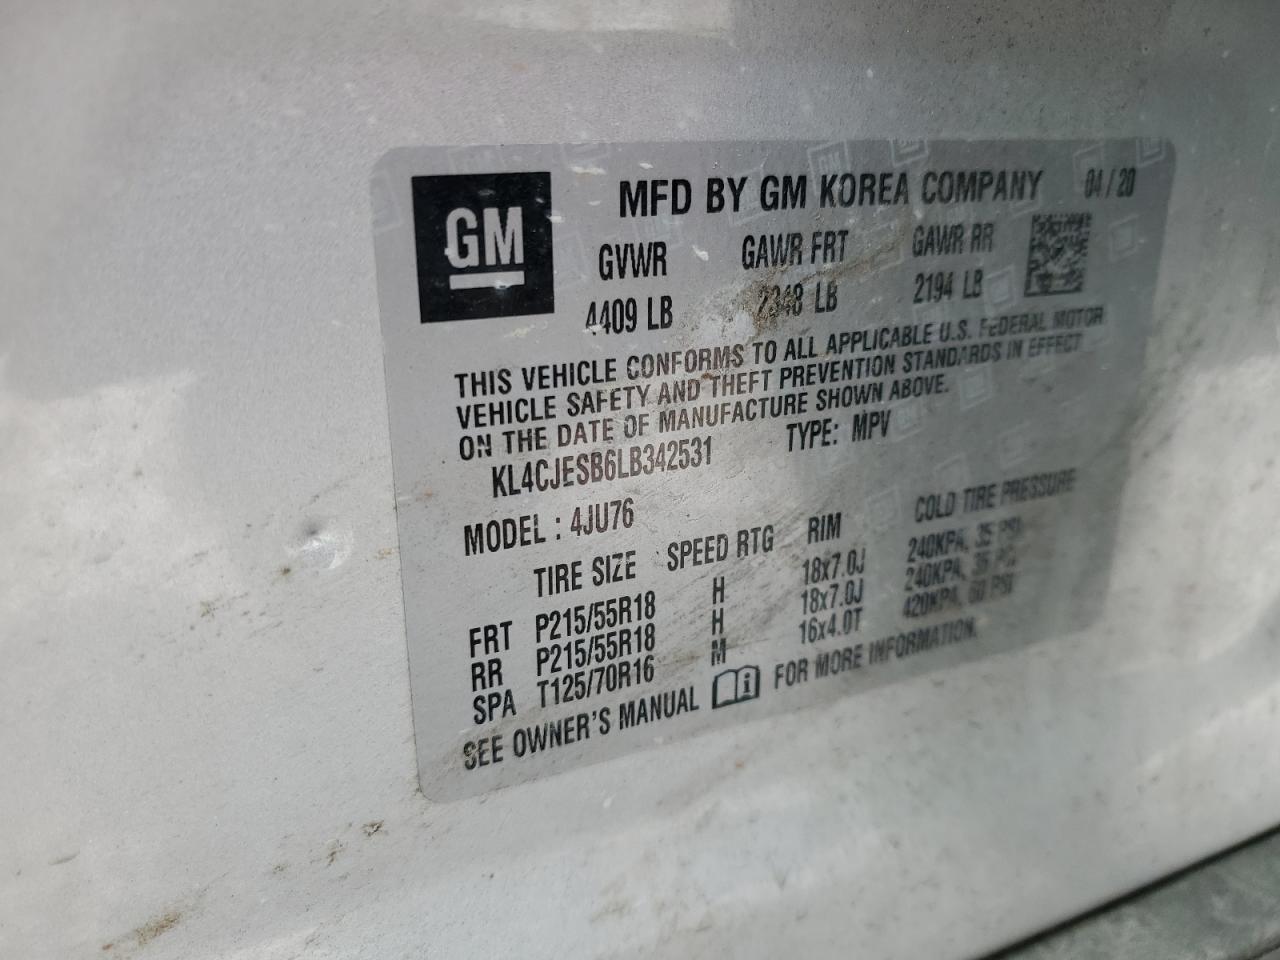 GM
MFD BY GM KOREA COMPANY 04/20
GVWR GAWR FRT GAWR RR
4409 LB 2348 LB 2194 LB
THIS VEHICLE CONFORMS TO ALL APPLICABLE U.S. FEDERAL MOTOR
VEHICLE SAFETY AND THEFT PREVENTION STANDARDS IN EFFECT
ON THE DATE OF MANUFACTURE SHOWN ABOVE.
KL4CJESB6LB342531 TYPE: MPV
MODEL : 4JU76
TIRE SIZE SPEED RTG RIM COLD TIRE PRESSURE
FRT P215/55R18 H 18x7.0J 240KPA, 35 PSI
RR P215/55R18 H 18x7.0J 240KPA, 35 PSI
SPA T125/70R16 M 16x4.0T 420KPA, 60 PSI
SEE OWNER'S MANUAL FOR MORE INFORMATION.